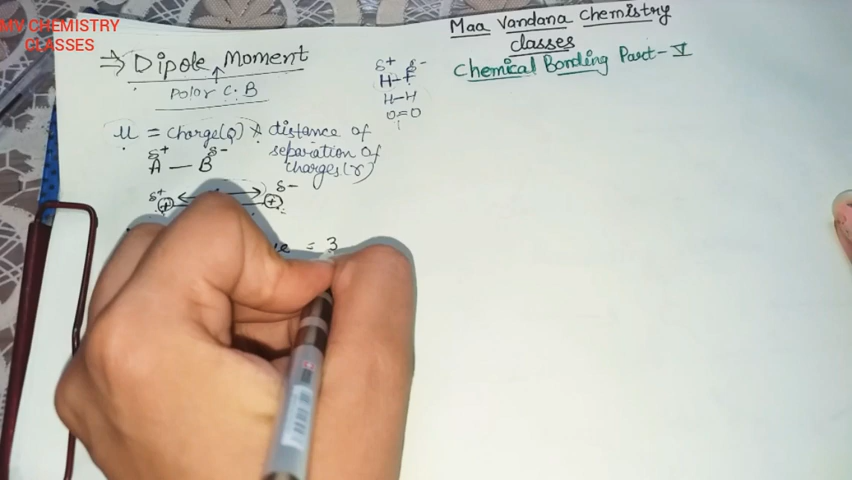 MY CHEMISTRY
CLASSES
Maa Vandana Chemistry
classes
Chemical Bonding Part-V
⇒ Dipole Moment
↑
Polar C.B
δ+ δ-
H-F
H-H
O=O
μ = charge(Q) × distance of
separation of
charges(r)
δ+ δ-
A — B
δ+ δ-
+ +
= 3